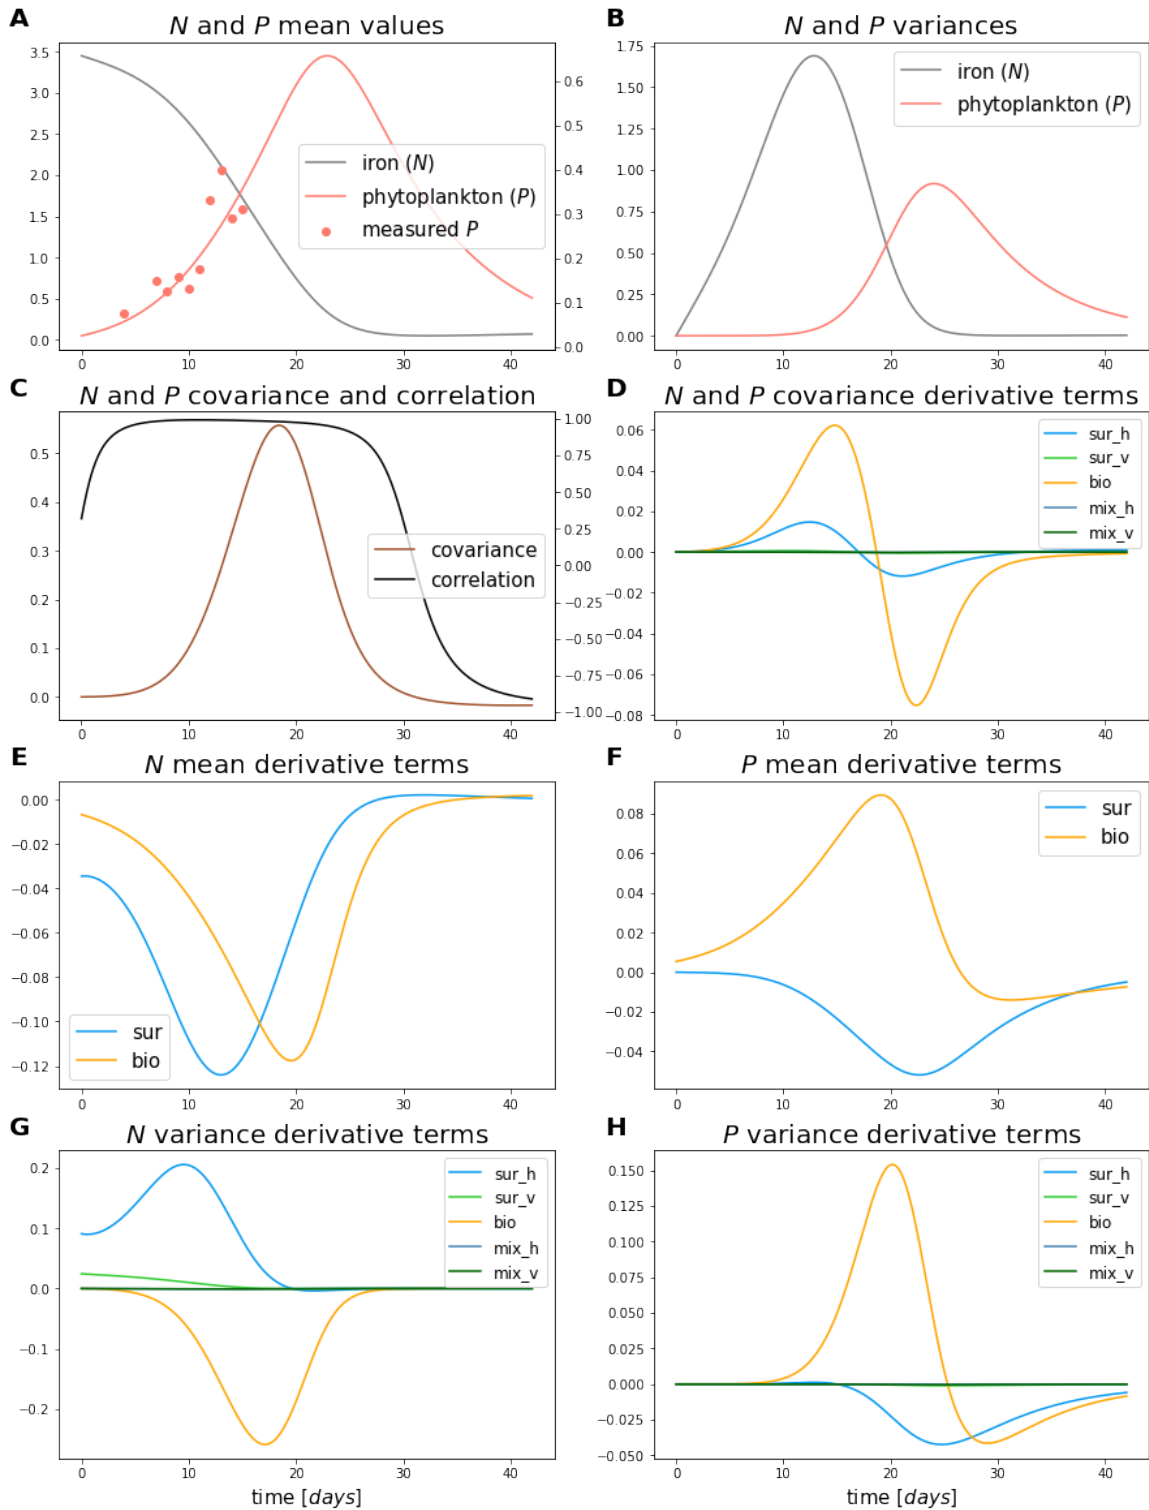 A
N and P mean values
3.5
3.0
2.5
2.0
1.5
1.0
0.5
0.0
0.6
0.5
0.4
0.3
0.2
0.1
0.0
iron (N)
phytoplankton (P)
measured P
0 10 20 30 40
B
N and P variances
1.75
1.50
1.25
1.00
0.75
0.50
0.25
0.00
iron (N)
phytoplankton (P)
0 10 20 30 40
C
N and P covariance and correlation
0.5
0.4
0.3
0.2
0.1
0.0
1.00
0.75
0.50
0.25
0.00
−0.25
−0.50
−0.75
−1.00
covariance
correlation
0 10 20 30 40
D
N and P covariance derivative terms
0.06
0.04
0.02
0.00
−0.02
−0.04
−0.06
−0.08
sur_h
sur_v
bio
mix_h
mix_v
0 10 20 30 40
E
N mean derivative terms
0.00
−0.02
−0.04
−0.06
−0.08
−0.10
−0.12
sur
bio
0 10 20 30 40
F
P mean derivative terms
0.08
0.06
0.04
0.02
0.00
−0.02
−0.04
sur
bio
0 10 20 30 40
G
N variance derivative terms
0.2
0.1
0.0
−0.1
−0.2
sur_h
sur_v
bio
mix_h
mix_v
0 10 20 30 40
time [days]
H
P variance derivative terms
0.150
0.125
0.100
0.075
0.050
0.025
0.000
−0.025
−0.050
sur_h
sur_v
bio
mix_h
mix_v
0 10 20 30 40
time [days]